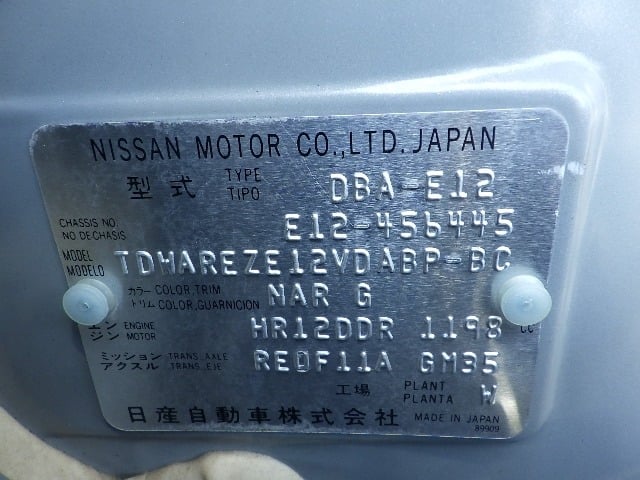 NISSAN MOTOR CO.,LTD. JAPAN
型式 TYPE TIPO DBA-E12
CHASSIS NO. NO DE CHASIS E12-456445
MODEL MODELO TDHAREZE12VDABP-BC
カラー COLOR,TRIM トリム COLOR,GUARNICION NAR G
エンジン ENGINE MOTOR HR12DDR 1198 cc
ミッション TRANS. AXLE アクスル TRANS. EJE REDF11A GM35
工場 PLANT PLANTA W
日産自動車株式会社 MADE IN JAPAN
89909